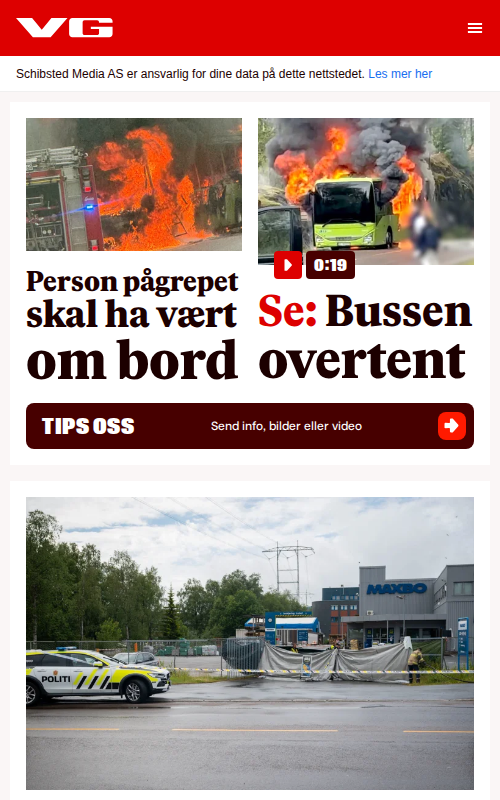 VG
Schibsted Media AS er ansvarlig for dine data på dette nettstedet. Les mer her
Person pågrepet
skal ha vært
om bord
0:19
Se: Bussen
overtent
TIPS OSS
Send info, bilder eller video
MAXBO
POLITI